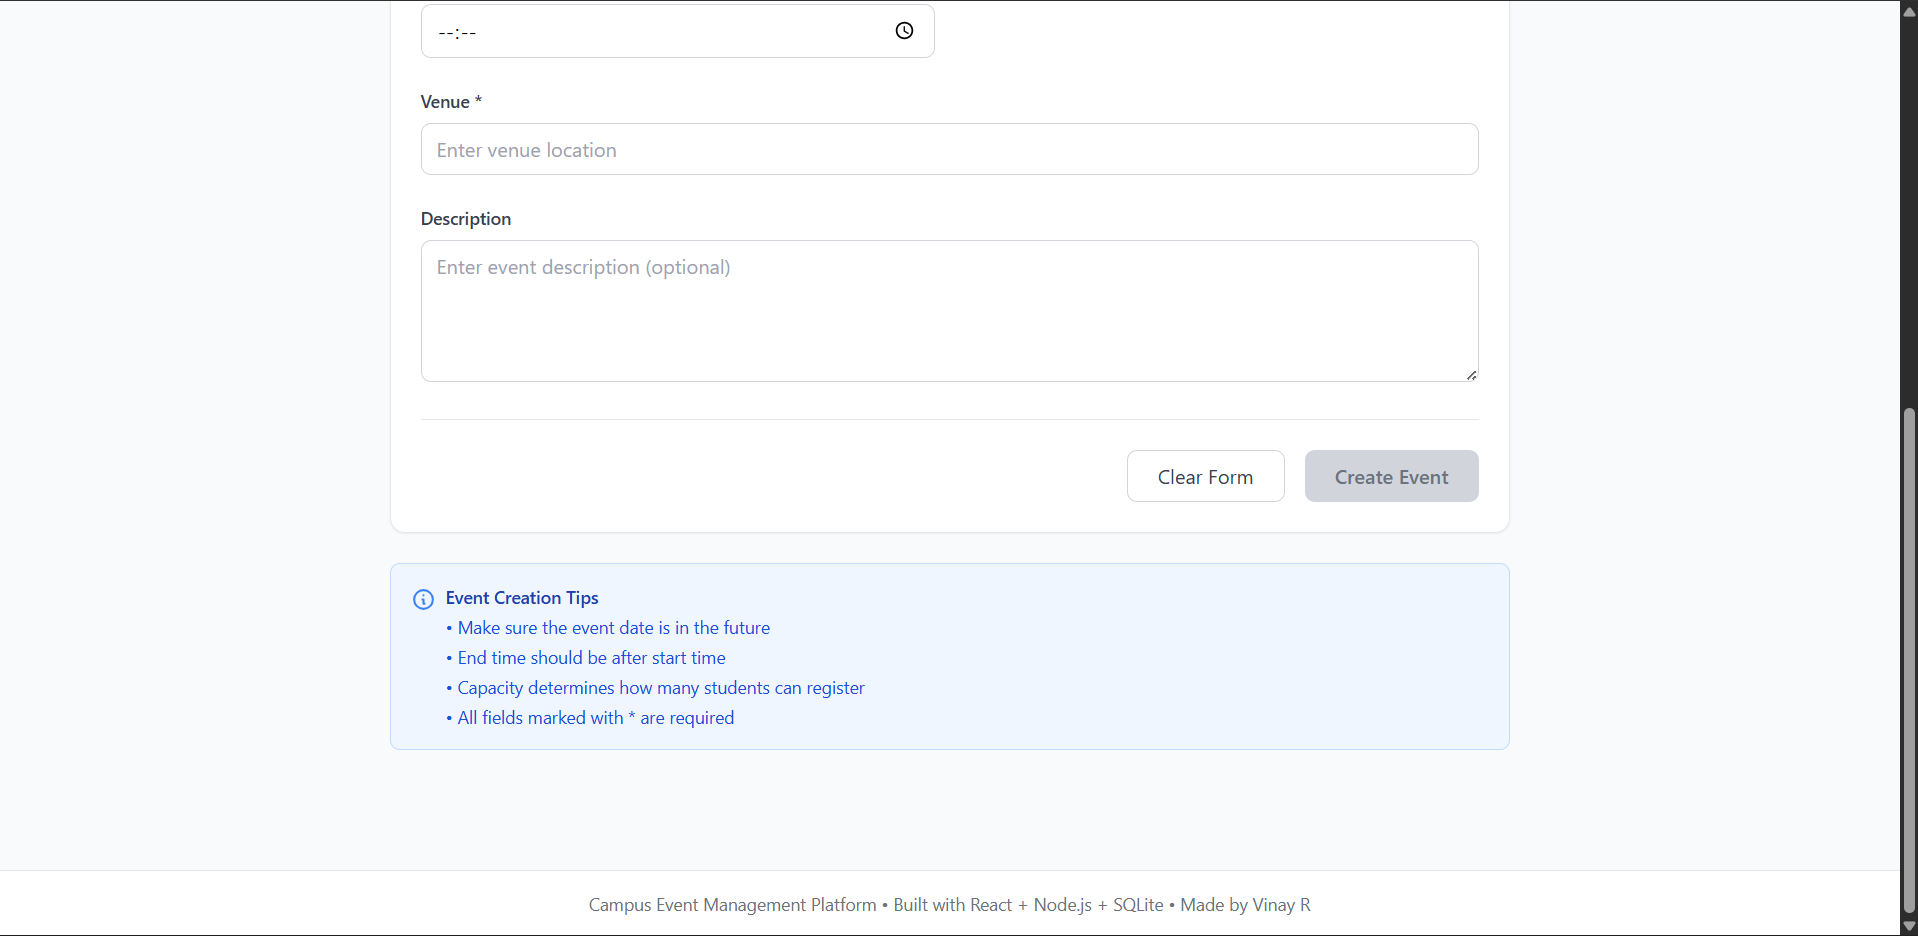 --:--
Venue *
Enter venue location
Description
Enter event description (optional)
Clear Form
Create Event
Event Creation Tips
• Make sure the event date is in the future
• End time should be after start time
• Capacity determines how many students can register
• All fields marked with * are required
Campus Event Management Platform • Built with React + Node.js + SQLite • Made by Vinay R